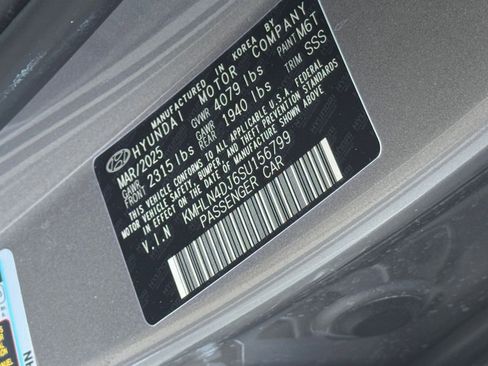 MANUFACTURED IN KOREA BY
HYUNDAI MOTOR COMPANY
MAR/2025 GVWR 4079 lbs PAINT M6T
GAWR FRONT 2315 lbs GAWR REAR 1940 lbs TRIM SSS
THIS VEHICLE CONFORMS TO ALL APPLICABLE U.S.A. FEDERAL
MOTOR VEHICLE SAFETY, BUMPER, AND THEFT PREVENTION STANDARDS
IN EFFECT ON THE DATE OF MANUFACTURE SHOWN ABOVE.
V.I.N KMHLN4DJ6SU156799
PASSENGER CAR